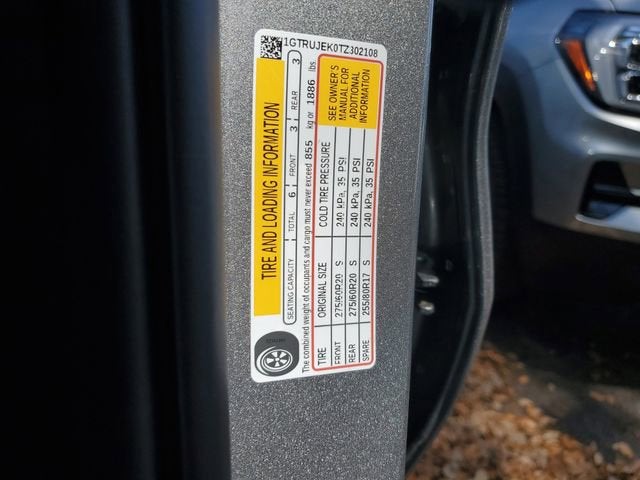 1GTRUJEK0TZ302108
TIRE AND LOADING INFORMATION
SEATING CAPACITY TOTAL 6 FRONT 3 REAR 3
The combined weight of occupants and cargo must never exceed 855 kg or 1886 lbs.
TIRE ORIGINAL SIZE COLD TIRE PRESSURE
FRONT 275/60R20 S 240 kPa, 35 PSI
REAR 275/60R20 S 240 kPa, 35 PSI
SPARE 255/80R17 S 240 kPa, 35 PSI
SEE OWNER'S
MANUAL FOR
ADDITIONAL
INFORMATION